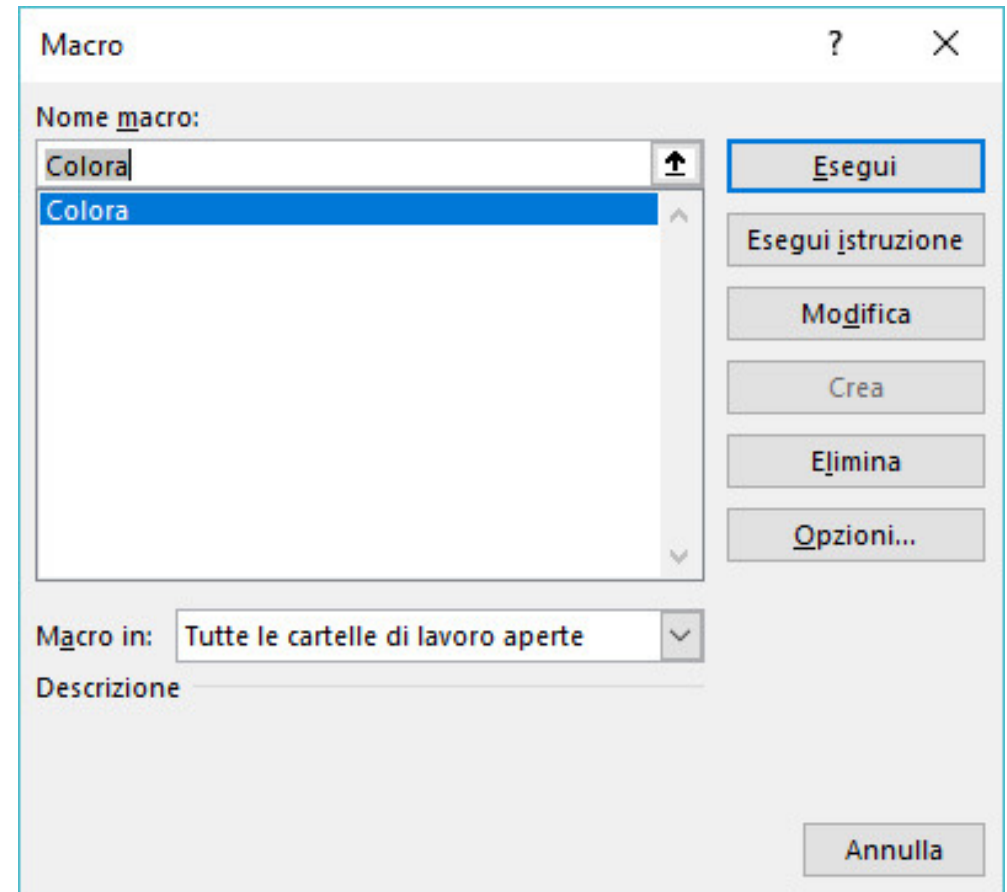 Macro ?
Nome macro:
Colora
Colora
Esegui
Esegui istruzione
Modifica
Crea
Elimina
Opzioni...
Macro in: Tutte le cartelle di lavoro aperte
Descrizione
Annulla